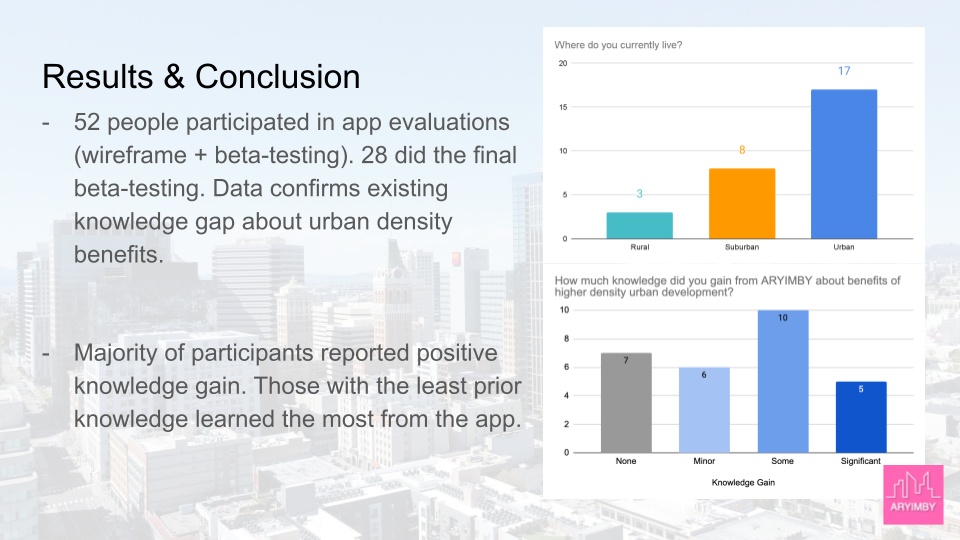 Results & Conclusion
- 52 people participated in app evaluations
(wireframe + beta-testing). 28 did the final
beta-testing. Data confirms existing
knowledge gap about urban density
benefits.
- Majority of participants reported positive
knowledge gain. Those with the least prior
knowledge learned the most from the app.
Where do you currently live?
20
15
10
5
0
3
8
17
Rural
Suburban
Urban
How much knowledge did you gain from ARYIMBY about benefits of
higher density urban development?
10
8
6
4
2
0
7
6
10
5
None
Minor
Some
Significant
Knowledge Gain
ARYIMBY